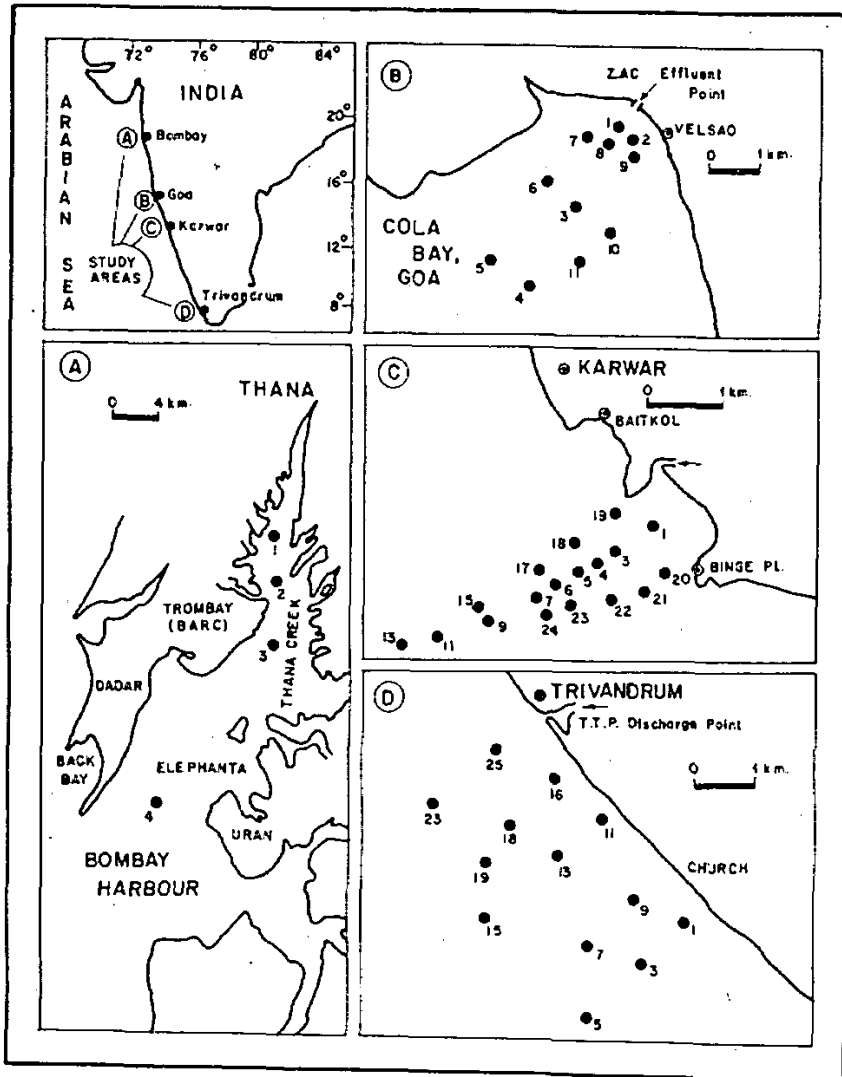 72° 76° 80° 84°
INDIA
ARABIAN SEA
20°
16°
12°
8°
A
Bombay
B
Goa
C
Karwar
STUDY
AREAS
D
Trivandrum
B
ZAC Effluent
Point
VELSAO
0 1 km.
1
2
7
8
9
6
3
10
5
11
4
COLA
BAY,
GOA
A
THANA
0 4 km.
1
2
TROMBAY
(BARC)
3
THANA CREEK
DADAR
BACK
BAY
ELEPHANTA
4
URAN
BOMBAY
HARBOUR
C
KARWAR
0 1 km.
BAITKOL
19
1
18
3
4
17
5
20
BINGE PL.
6
21
15
7
23
22
9
24
13
11
D
TRIVANDRUM
T.T.P. Discharge Point
0 1 km.
25
16
23
18
11
13
CHURCH
19
9
15
1
7
3
5